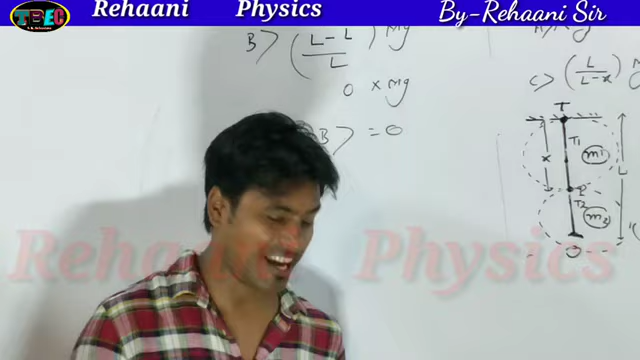 TBEC
Rehaani Physics
By-Rehaani Sir
B> (L-L / L) Mg
0 × Mg
B> = 0
C> (L / L-x)
T
T1
x
m1
L
P
T2
m2
O
Rehaani Physics